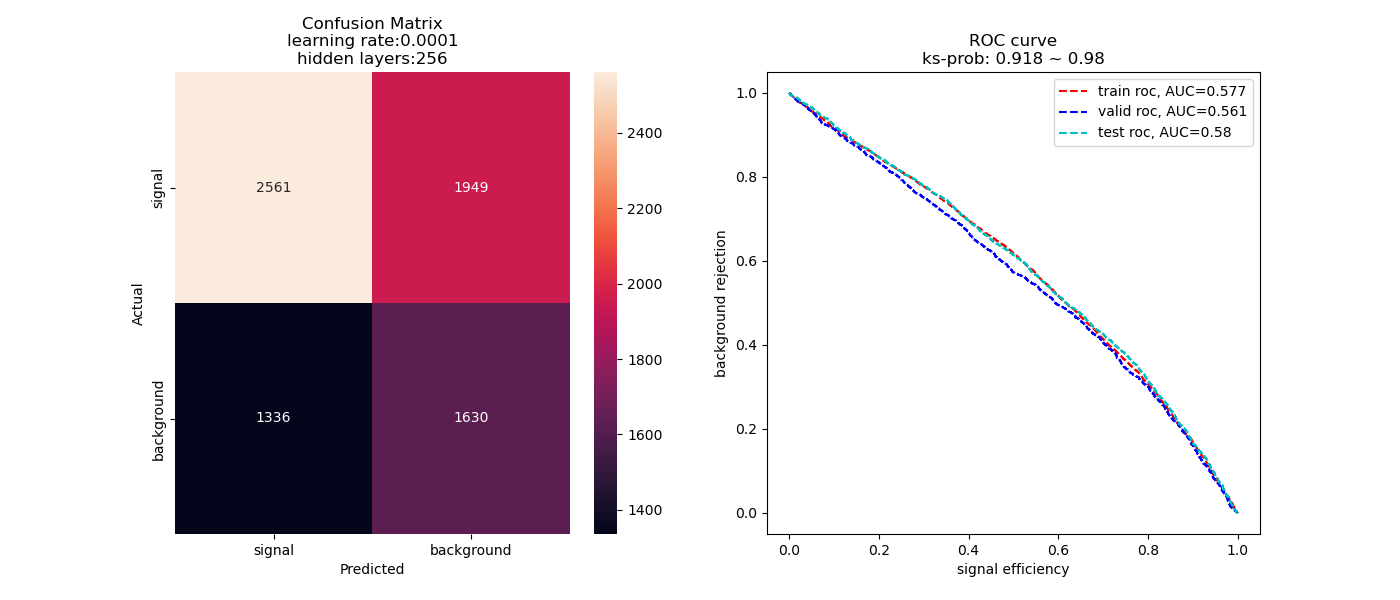 Confusion Matrix
learning rate:0.0001
hidden layers:256
signal
background
Actual
2561
1949
1336
1630
signal
background
Predicted
2400
2200
2000
1800
1600
1400
ROC curve
ks-prob: 0.918 ~ 0.98
train roc, AUC=0.577
valid roc, AUC=0.561
test roc, AUC=0.58
background rejection
1.0
0.8
0.6
0.4
0.2
0.0
0.0
0.2
0.4
0.6
0.8
1.0
signal efficiency